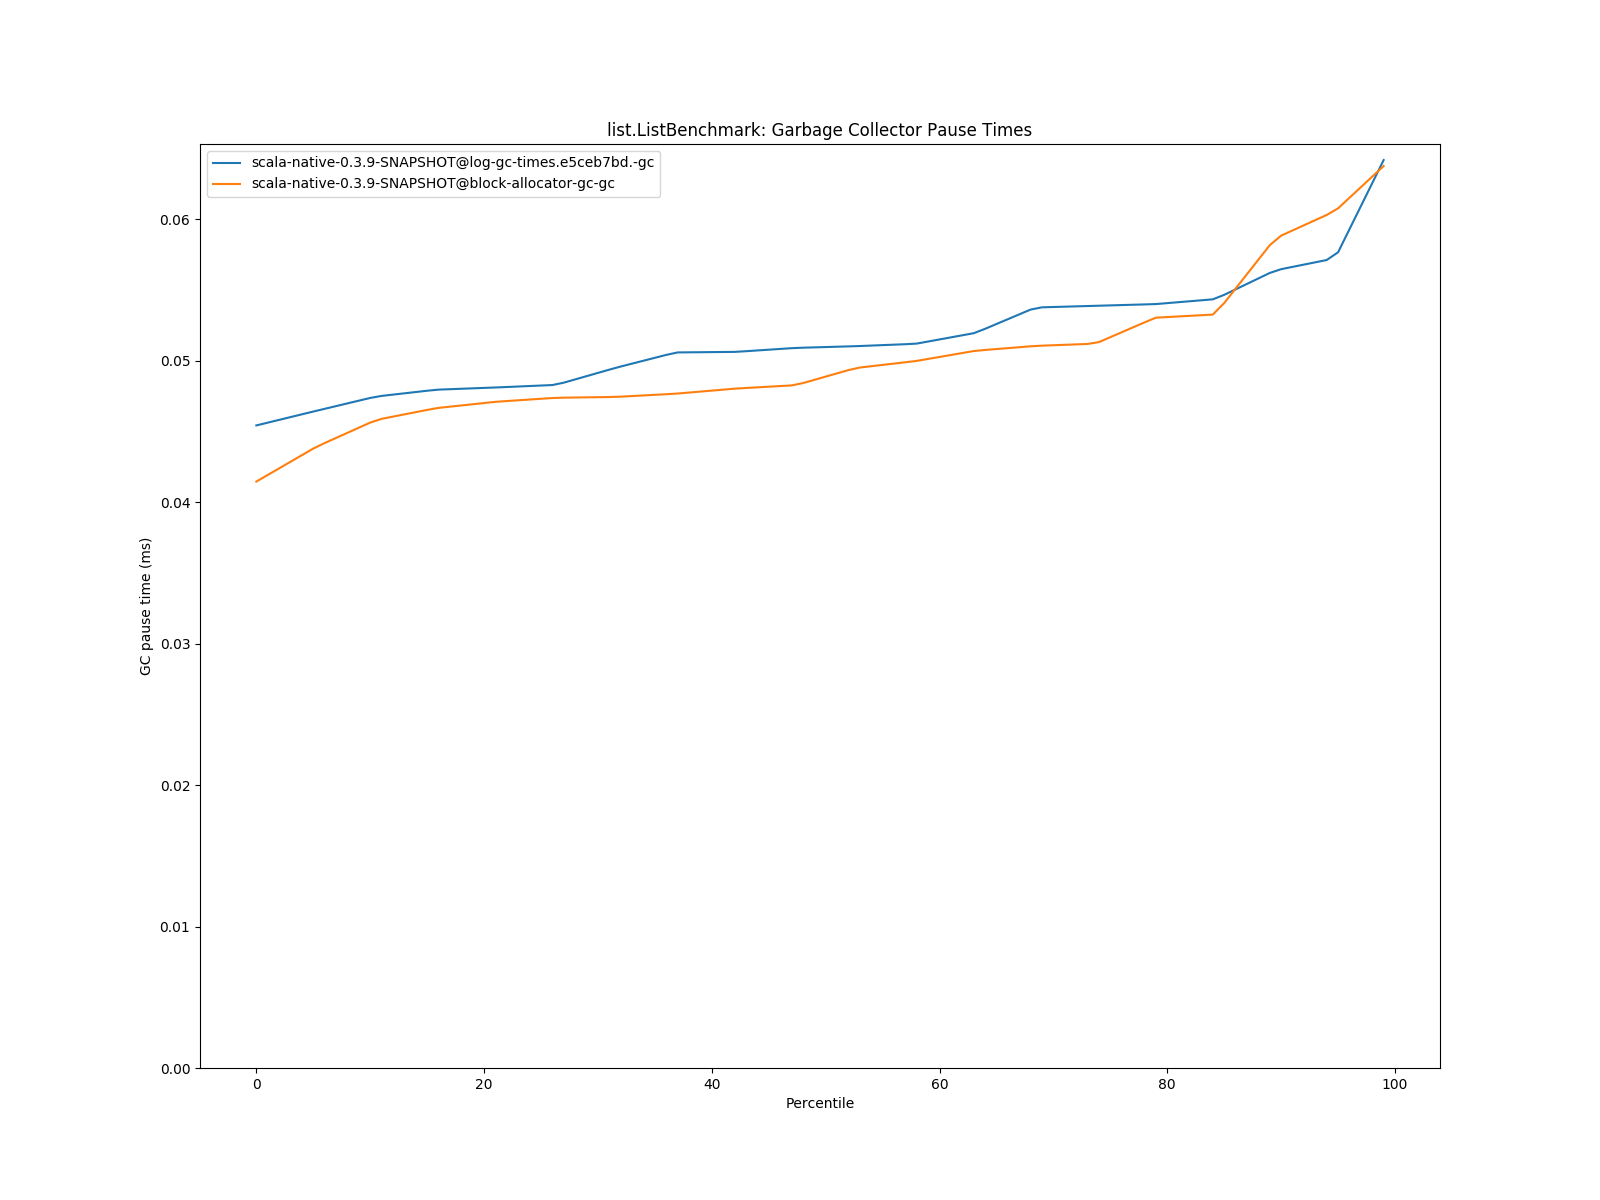 list.ListBenchmark: Garbage Collector Pause Times
scala-native-0.3.9-SNAPSHOT@log-gc-times.e5ceb7bd.-gc
scala-native-0.3.9-SNAPSHOT@block-allocator-gc-gc
0.06
0.05
0.04
0.03
0.02
0.01
0.00
GC pause time (ms)
0 20 40 60 80 100
Percentile